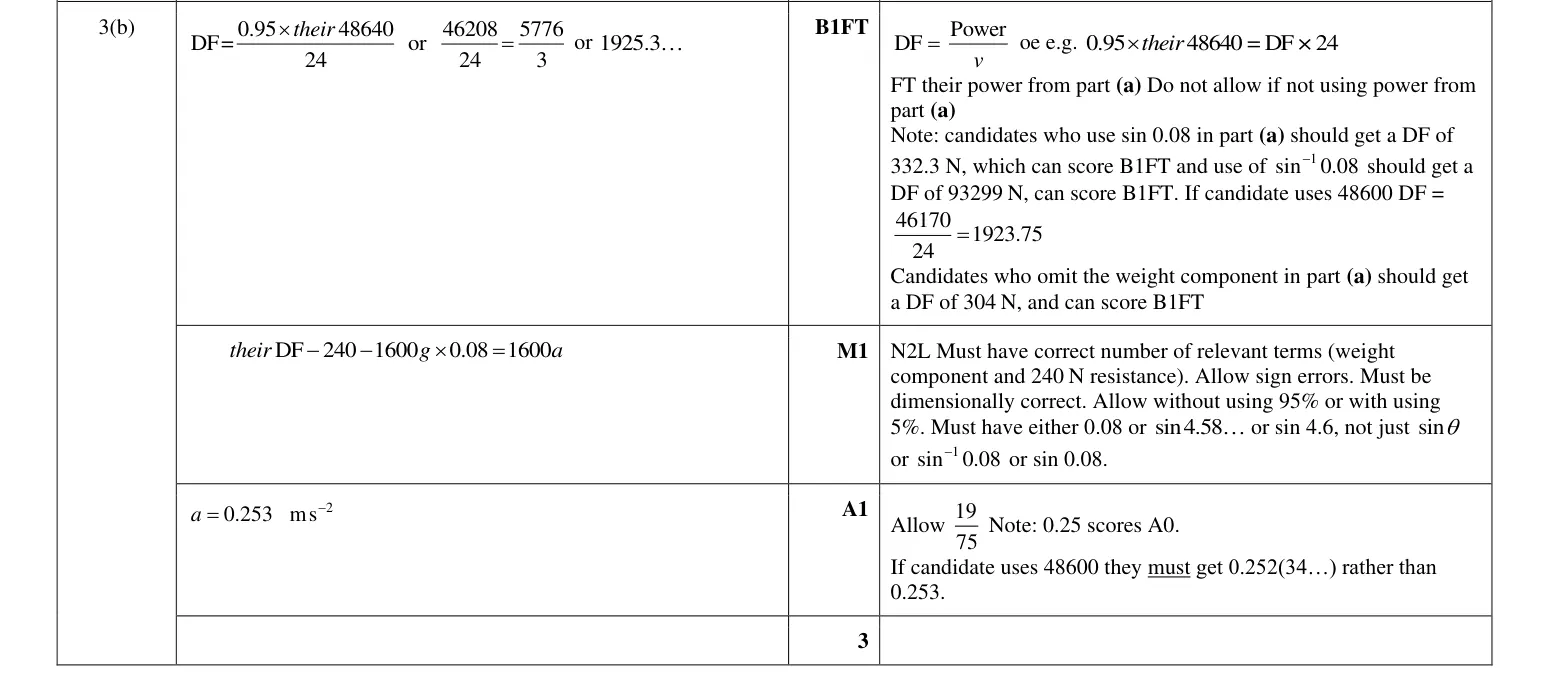 3(b)
DF= 0.95 × their 48640 / 24 or 46208 / 24 = 5776 / 3 or 1925.3…
B1FT
DF = Power / v oe e.g. 0.95 × their 48640 = DF × 24
FT their power from part (a) Do not allow if not using power from
part (a)
Note: candidates who use sin 0.08 in part (a) should get a DF of
332.3 N, which can score B1FT and use of sin⁻¹ 0.08 should get a
DF of 93299 N, can score B1FT. If candidate uses 48600 DF =
46170 / 24 = 1923.75
Candidates who omit the weight component in part (a) should get
a DF of 304 N, and can score B1FT
their DF − 240 − 1600g × 0.08 = 1600a
M1
N2L Must have correct number of relevant terms (weight
component and 240 N resistance). Allow sign errors. Must be
dimensionally correct. Allow without using 95% or with using
5%. Must have either 0.08 or sin 4.58… or sin 4.6, not just sin θ
or sin⁻¹ 0.08 or sin 0.08.
a = 0.253 m s⁻²
A1
Allow 19 / 75 Note: 0.25 scores A0.
If candidate uses 48600 they must get 0.252(34…) rather than
0.253.
3